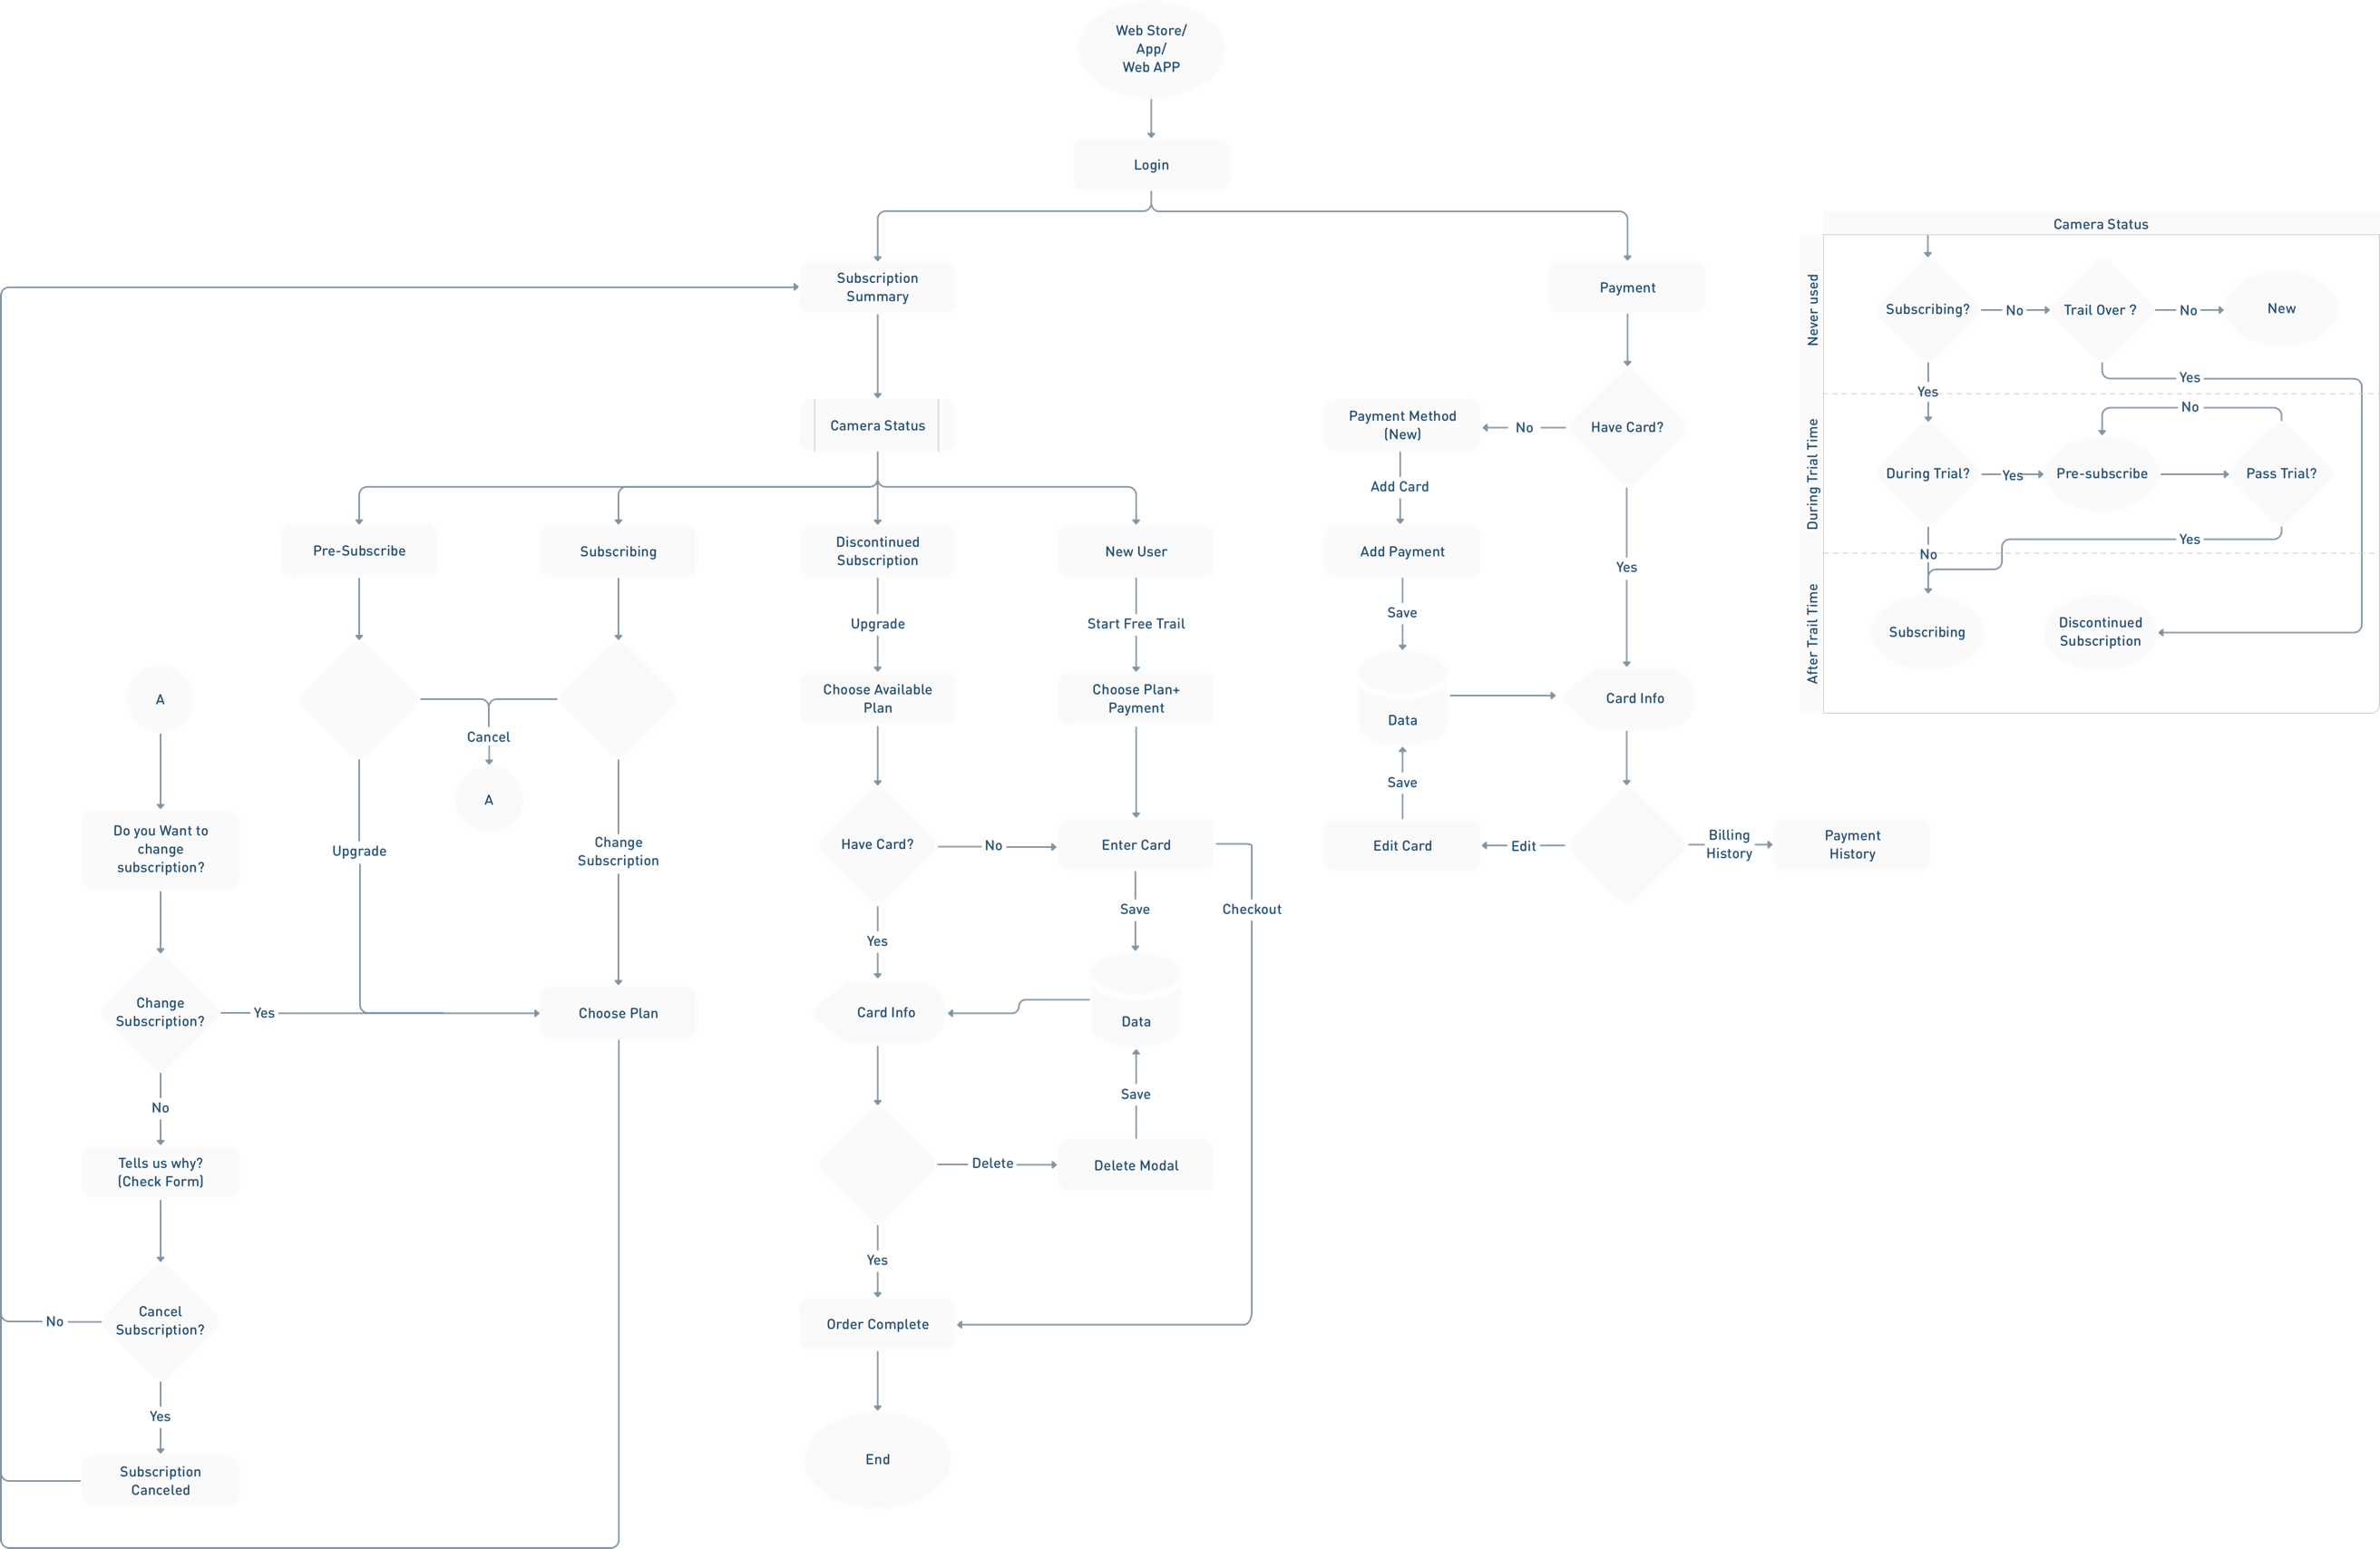 Web Store/
App/
Web APP
Login
Subscription
Summary
Payment
Camera Status
Have Card?
No
Payment Method
(New)
Add Card
Yes
Pre-Subscribe
Subscribing
Discontinued
Subscription
New User
Add Payment
Upgrade
Start Free Trail
Save
A
Cancel
A
Choose Available
Plan
Choose Plan+
Payment
Data
Card Info
Save
Do you Want to
change
subscription?
Upgrade
Change
Subscription
Have Card?
No
Enter Card
Edit Card
Edit
Billing
History
Payment
History
Yes
Save
Checkout
Change
Subscription?
Yes
Choose Plan
Card Info
Data
No
Save
Tells us why?
(Check Form)
Delete
Delete Modal
Yes
Cancel
Subscription?
No
Order Complete
Yes
Subscription
Canceled
End
Camera Status
Never used
Subscribing?
No
Trail Over ?
No
New
Yes
Yes
During Trial Time
No
During Trial?
Yes
Pre-subscribe
Pass Trial?
No
Yes
After Trail Time
Subscribing
Discontinued
Subscription